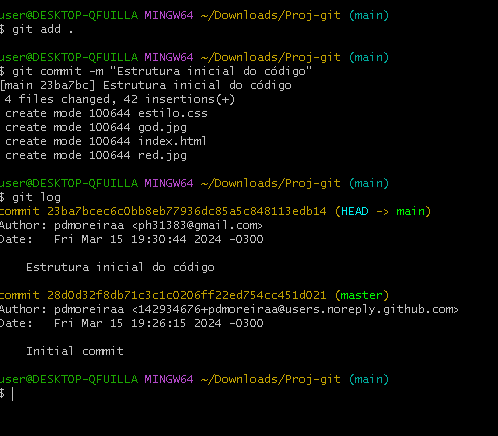 user@DESKTOP-QFUILLA MINGW64 ~/Downloads/Proj-git (main)
$ git add .
user@DESKTOP-QFUILLA MINGW64 ~/Downloads/Proj-git (main)
$ git commit -m "Estrutura inicial do código"
[main 23ba7bc] Estrutura inicial do código
4 files changed, 42 insertions(+)
create mode 100644 estilo.css
create mode 100644 god.jpg
create mode 100644 index.html
create mode 100644 red.jpg
user@DESKTOP-QFUILLA MINGW64 ~/Downloads/Proj-git (main)
$ git log
commit 23ba7bcec6c0bb8eb77936dc85a5c848113edb14 (HEAD -> main)
Author: pdmoreiraa <ph31383@gmail.com>
Date: Fri Mar 15 19:30:44 2024 -0300
Estrutura inicial do código
commit 28d0d32f8db71c3c1c0206ff22ed754cc451d021 (master)
Author: pdmoreiraa <142934676+pdmoreiraa@users.noreply.github.com>
Date: Fri Mar 15 19:26:15 2024 -0300
Initial commit
user@DESKTOP-QFUILLA MINGW64 ~/Downloads/Proj-git (main)
$